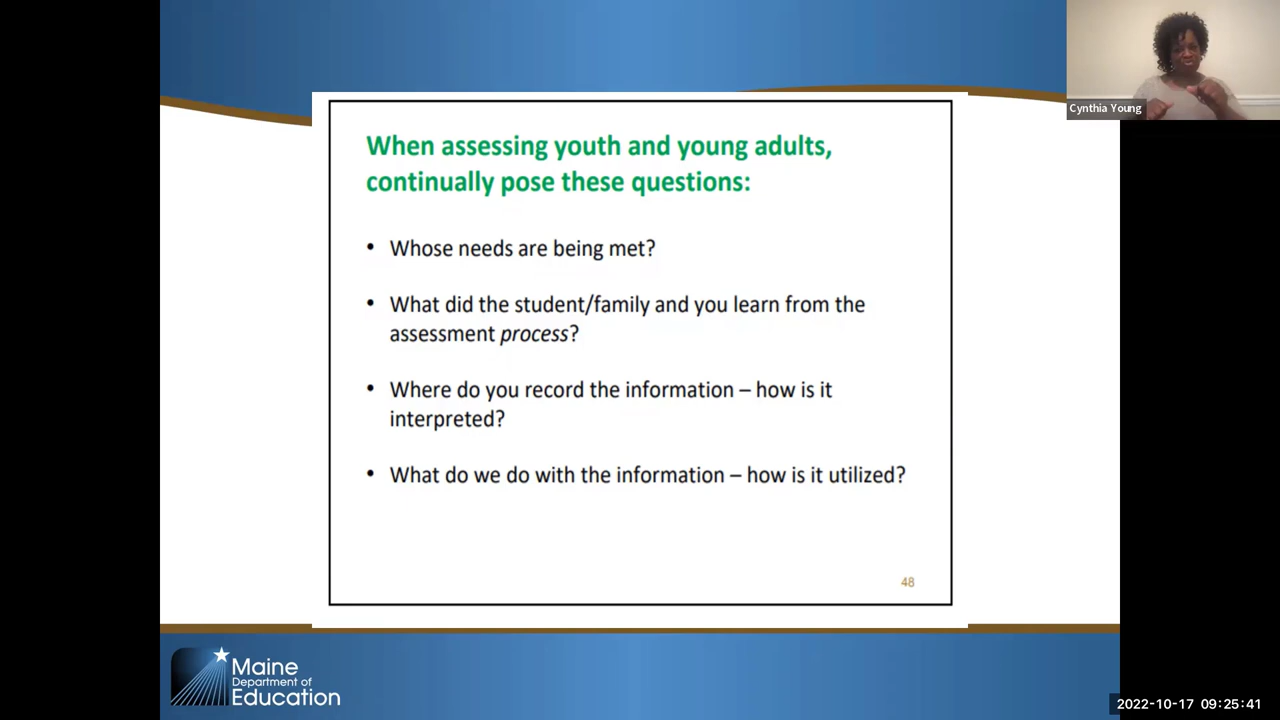 Cynthia Young
When assessing youth and young adults,
continually pose these questions:
• Whose needs are being met?
• What did the student/family and you learn from the
assessment process?
• Where do you record the information – how is it
interpreted?
• What do we do with the information – how is it utilized?
48
Maine
Department of
Education
2022-10-17 09:25:41